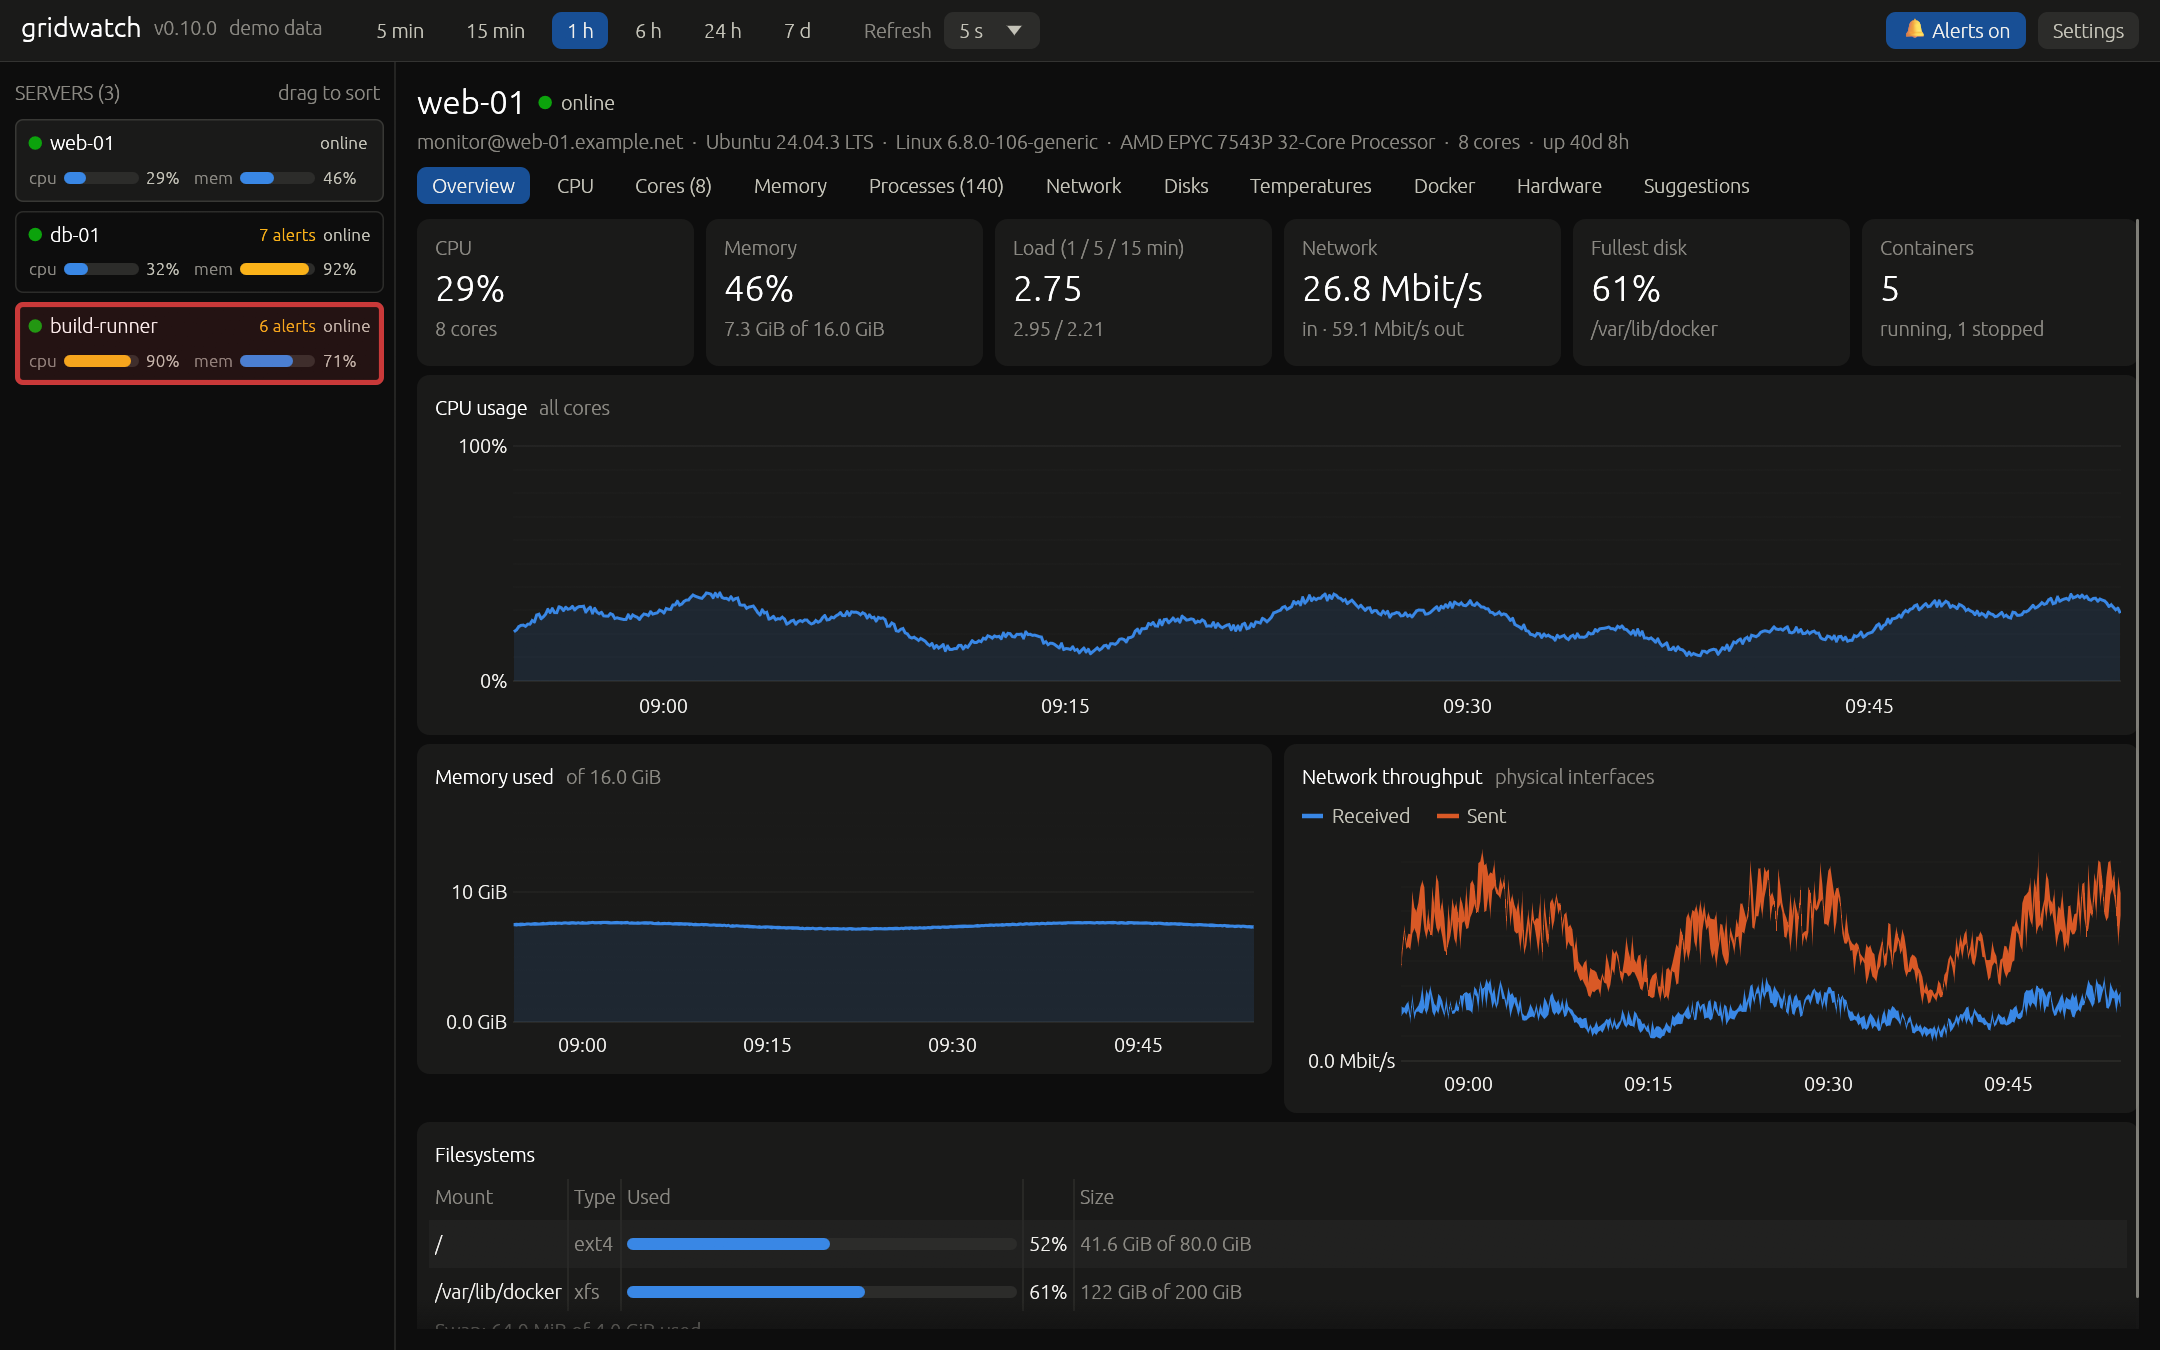 gridwatch v0.10.0 demo data 5 min 15 min 1 h 6 h 24 h 7 d Refresh 5 s Alerts on Settings
SERVERS (3) drag to sort
web-01 online
cpu 29% mem 46%
db-01 7 alerts online
cpu 32% mem 92%
build-runner 6 alerts online
cpu 90% mem 71%
web-01 online
monitor@web-01.example.net · Ubuntu 24.04.3 LTS · Linux 6.8.0-106-generic · AMD EPYC 7543P 32-Core Processor · 8 cores · up 40d 8h
Overview CPU Cores (8) Memory Processes (140) Network Disks Temperatures Docker Hardware Suggestions
CPU
29%
8 cores
Memory
46%
7.3 GiB of 16.0 GiB
Load (1 / 5 / 15 min)
2.75
2.95 / 2.21
Network
26.8 Mbit/s
in · 59.1 Mbit/s out
Fullest disk
61%
/var/lib/docker
Containers
5
running, 1 stopped
CPU usage all cores
100%
0%
09:00 09:15 09:30 09:45
Memory used of 16.0 GiB
10 GiB
0.0 GiB
09:00 09:15 09:30 09:45
Network throughput physical interfaces
Received Sent
0.0 Mbit/s
09:00 09:15 09:30 09:45
Filesystems
Mount Type Used Size
/ ext4 52% 41.6 GiB of 80.0 GiB
/var/lib/docker xfs 61% 122 GiB of 200 GiB
Swap: 64.0 MiB of 4.0 GiB used